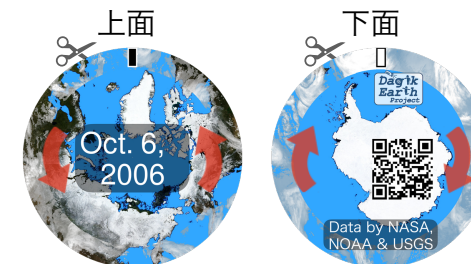 上面
下面
Oct. 6,
2006
Dagik
Earth
Project
Data by NASA,
NOAA & USGS